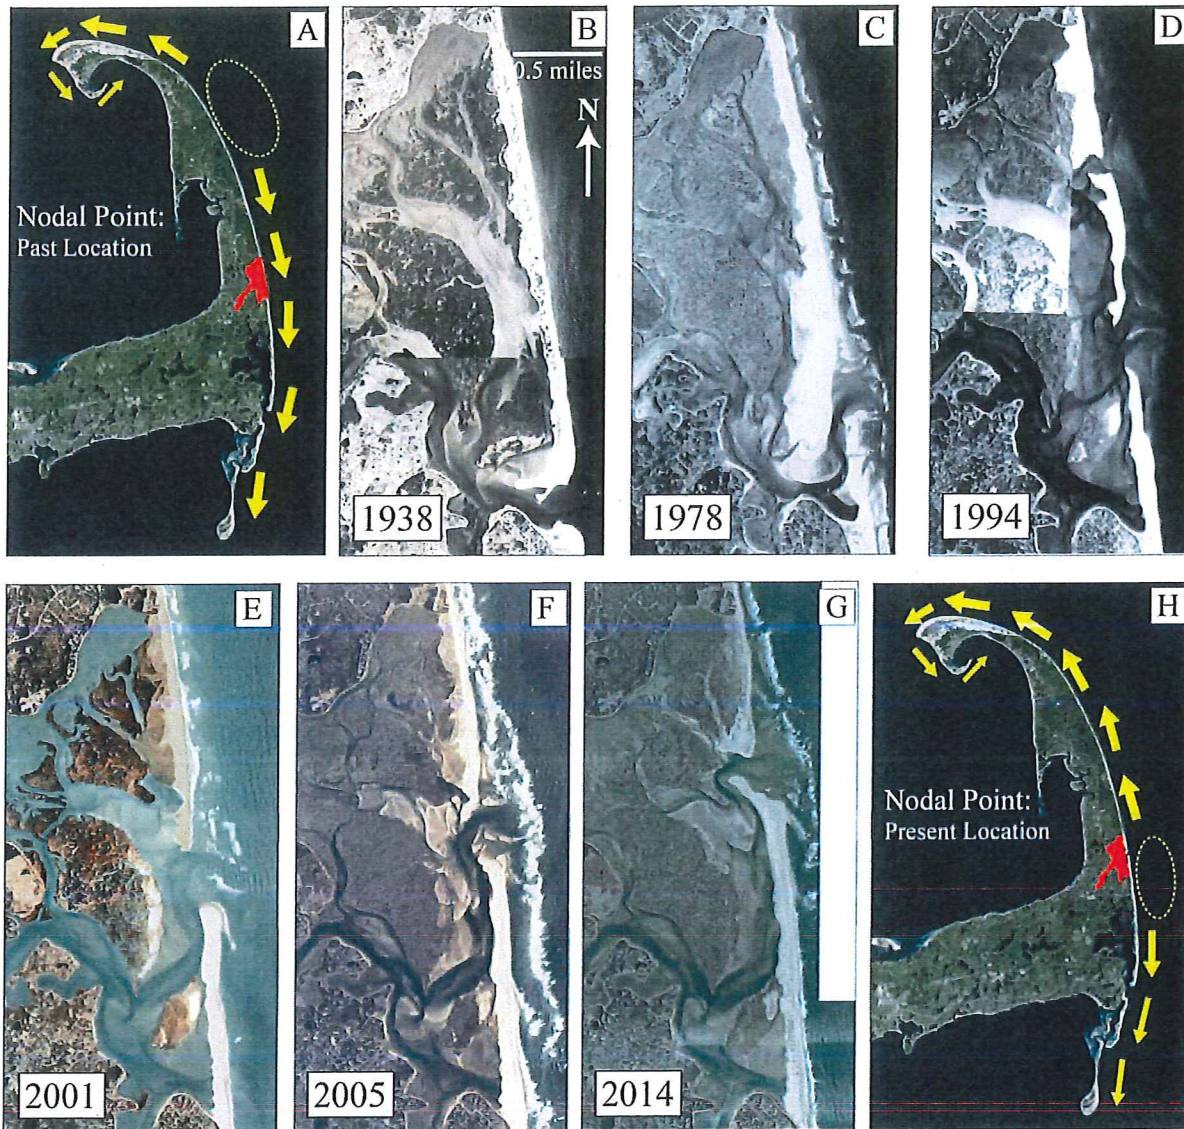 A
Nodal Point:
Past Location
B
0.5 miles
N
1938
C
1978
D
1994
E
2001
F
2005
G
2014
H
Nodal Point:
Present Location